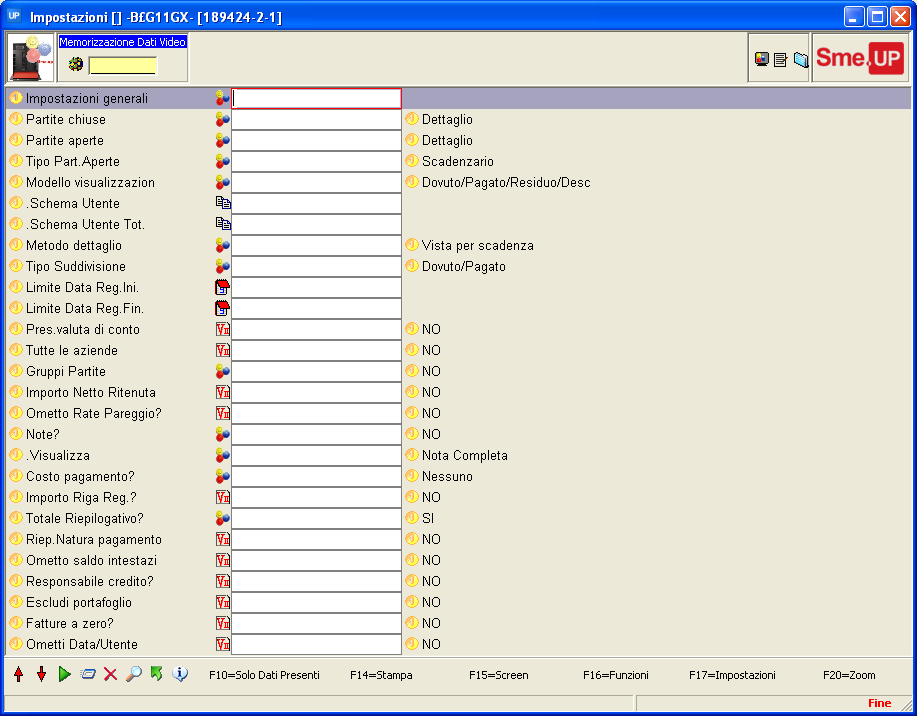 UP Impostazioni [] -B£G11GX- [189424-2-1]
Memorizzazione Dati Video
Sme.UP
Impostazioni generali
Partite chiuse Dettaglio
Partite aperte Dettaglio
Tipo Part.Aperte Scadenzario
Modello visualizzazion Dovuto/Pagato/Residuo/Desc
.Schema Utente
.Schema Utente Tot.
Metodo dettaglio Vista per scadenza
Tipo Suddivisione Dovuto/Pagato
Limite Data Reg.Ini.
Limite Data Reg.Fin.
Pres.valuta di conto NO
Tutte le aziende NO
Gruppi Partite NO
Importo Netto Ritenuta NO
Ometto Rate Pareggio? NO
Note? NO
.Visualizza Nota Completa
Costo pagamento? Nessuno
Importo Riga Reg.? NO
Totale Riepilogativo? SI
Riep.Natura pagamento NO
Ometto saldo intestazi NO
Responsabile credito? NO
Escludi portafoglio NO
Fatture a zero? NO
Ometti Data/Utente NO
F10=Solo Dati Presenti F14=Stampa F15=Screen F16=Funzioni F17=Impostazioni F20=Zoom
Fine